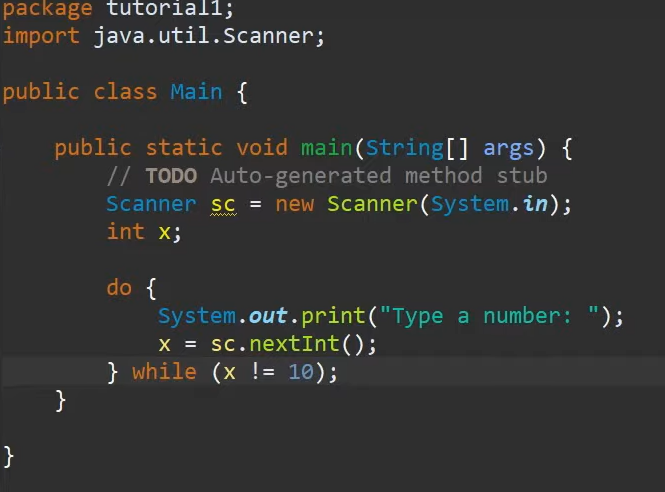 package tutorial1;
import java.util.Scanner;
public class Main {
public static void main(String[] args) {
// TODO Auto-generated method stub
Scanner sc = new Scanner(System.in);
int x;
do {
System.out.print("Type a number: ");
x = sc.nextInt();
} while (x != 10);
}
}